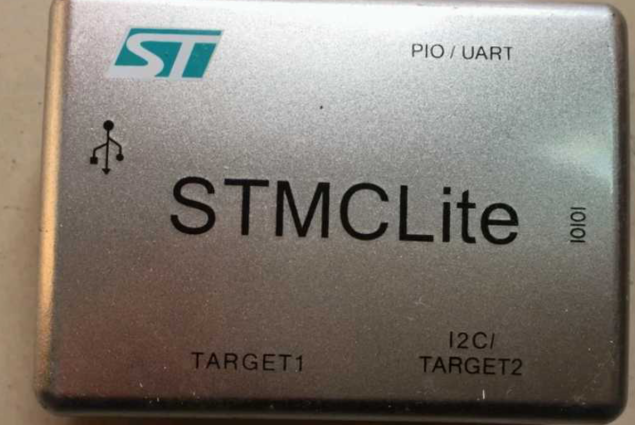 ST
PIO / UART
STMCLite
IOIOI
TARGET1
I2C/
TARGET2